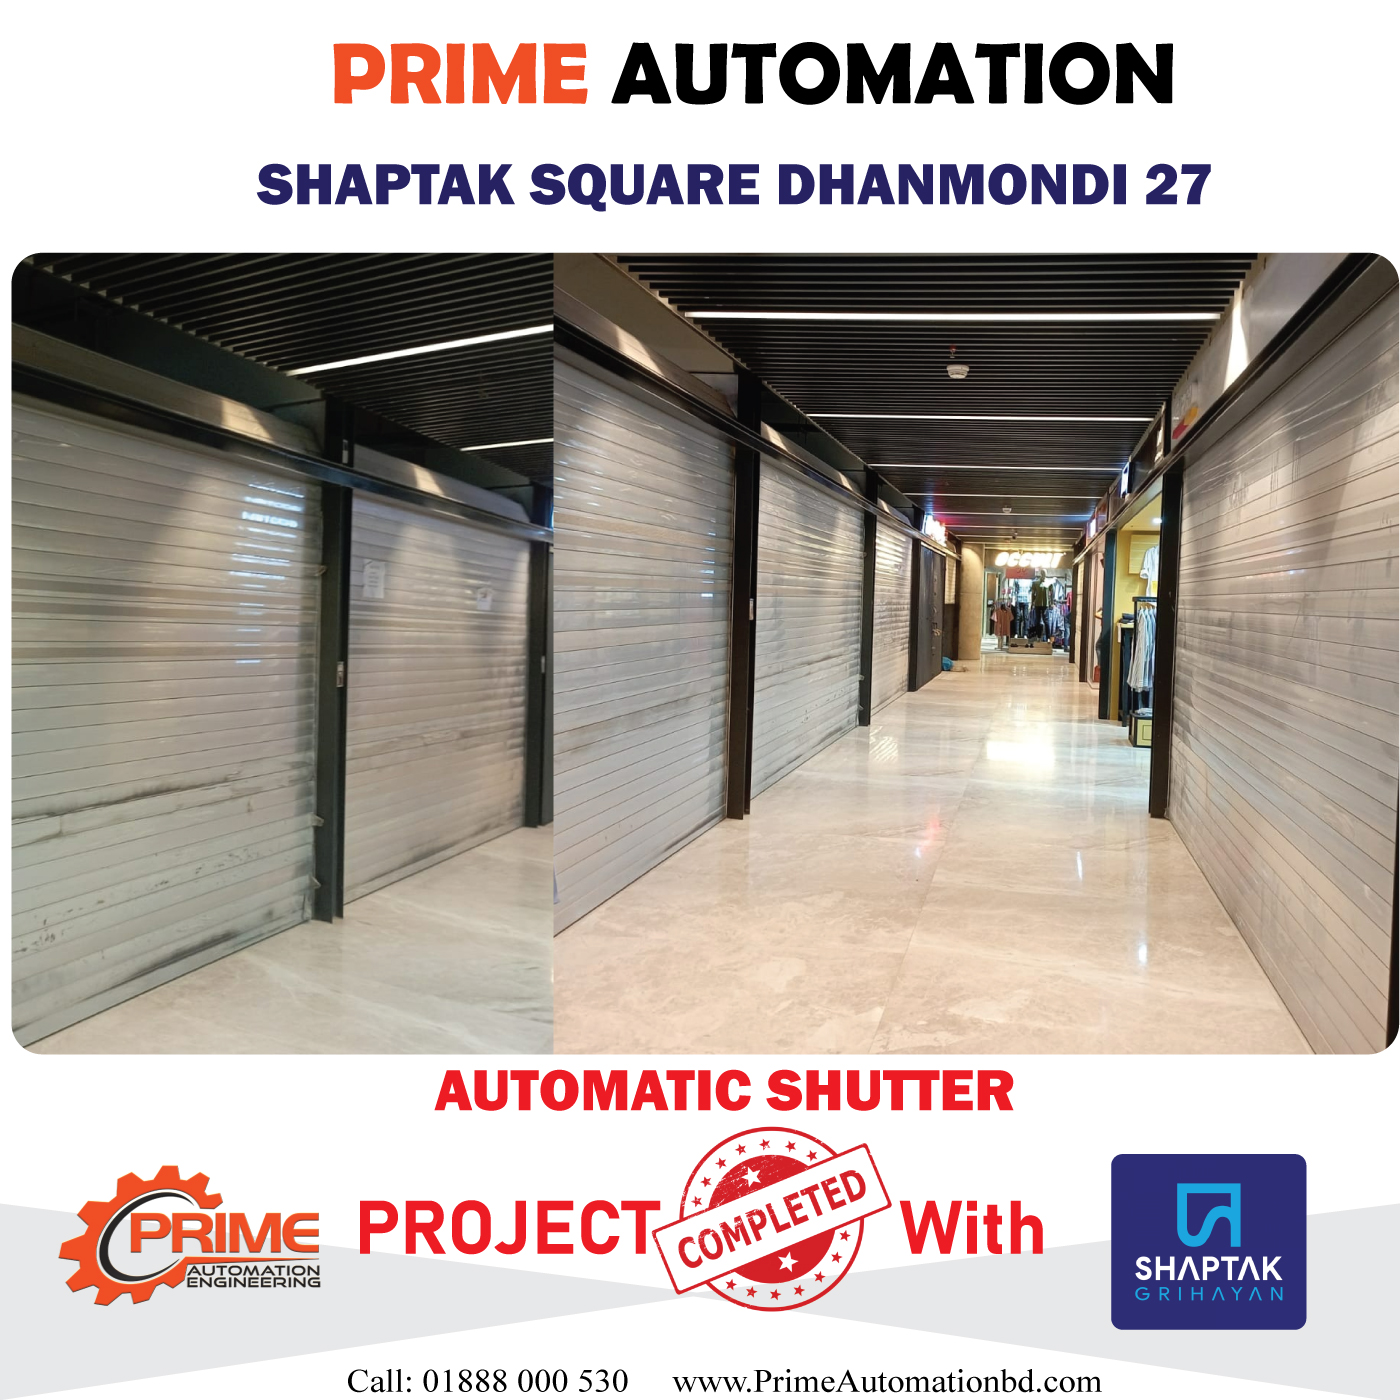 PRIME AUTOMATION
SHAPTAK SQUARE DHANMONDI 27
AUTOMATIC SHUTTER
PROJECT COMPLETED With
PRIME
AUTOMATION
ENGINEERING
SHAPTAK
GRIHAYAN
Call: 01888 000 530 www.PrimeAutomationbd.com